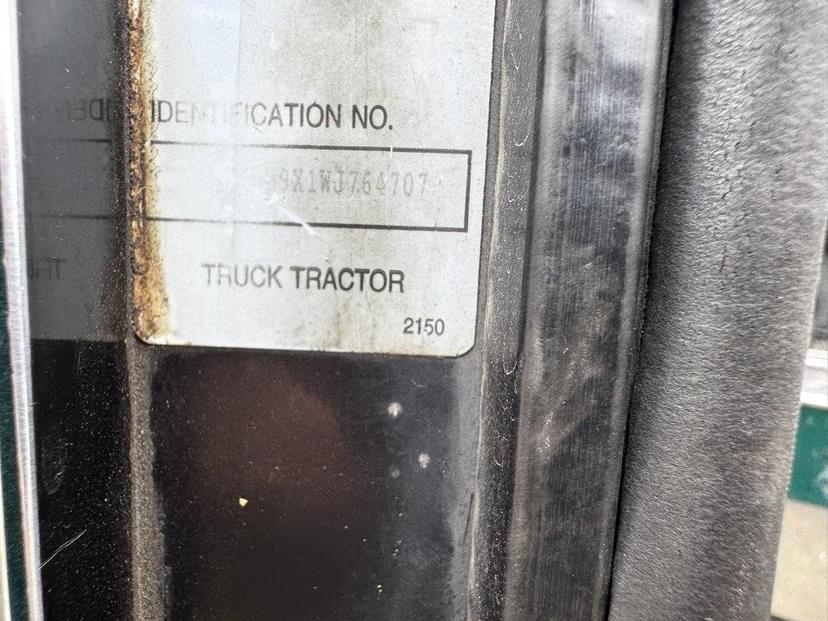 IDENTIFICATION NO.
9X1WJ764707
TRUCK TRACTOR
2150